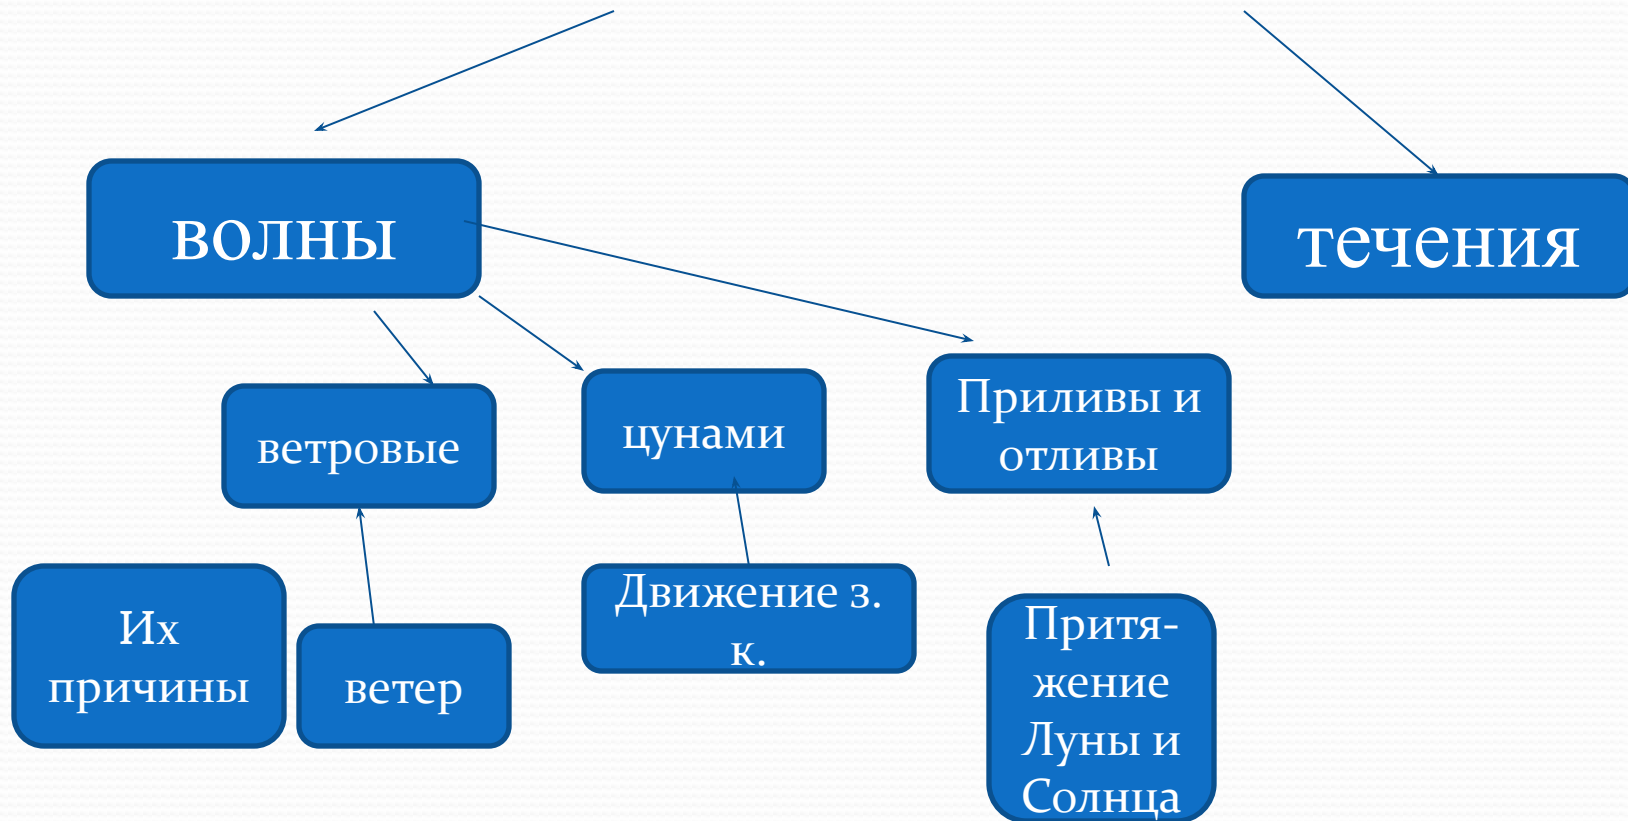 волны
течения
ветровые
цунами
Приливы и
отливы
Их
причины
ветер
Движение з.
к.
Притя-
жение
Луны и
Солнца